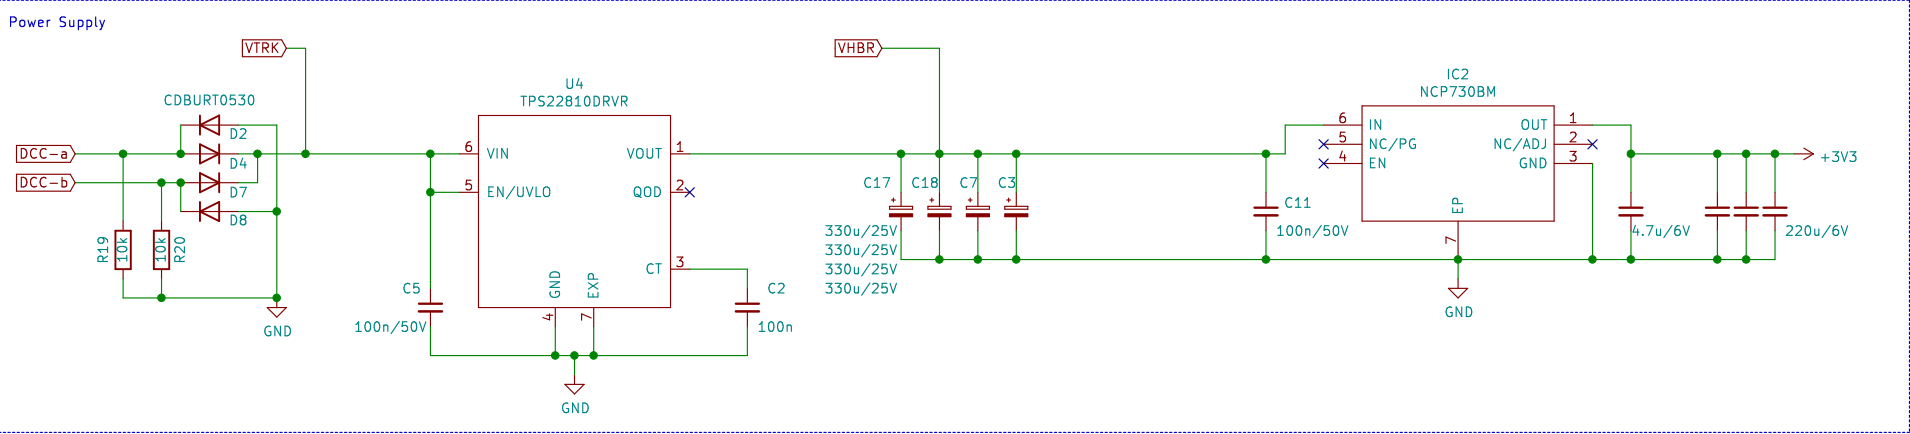 Power Supply
VTRK
VHBR
CDBURT0530
D2
D4
D7
D8
DCC-a
DCC-b
R19
10k
10k
R20
GND
U4
TPS22810DRVR
6
VIN
VOUT
1
5
EN/UVLO
QOD
2
CT
3
GND
EXP
4
7
C5
100n/50V
C2
100n
GND
C17
C18
C7
C3
330u/25V
330u/25V
330u/25V
330u/25V
C11
100n/50V
IC2
NCP730BM
6
IN
OUT
1
5
NC/PG
NC/ADJ
2
4
EN
GND
3
EP
7
GND
4.7u/6V
220u/6V
+3V3